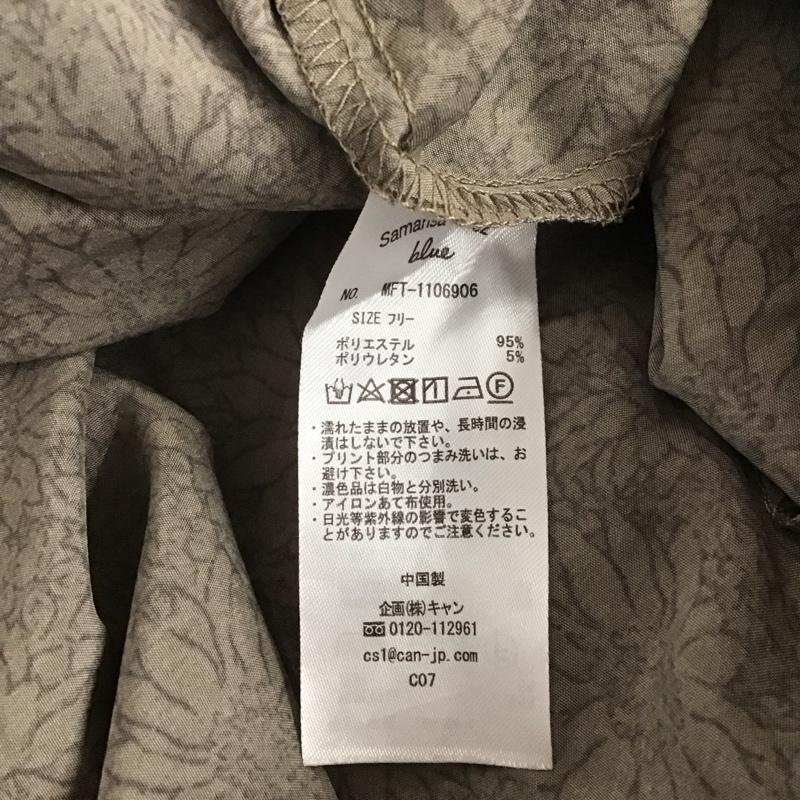 Samansa
blue
NO. MFT-1106906
SIZE フリー
ポリエステル 95%
ポリウレタン 5%
F
・濡れたままの放置や、長時間の浸
漬はしないで下さい。
・プリント部分のつまみ洗いは、お
避け下さい。
・濃色品は白物と分別洗い。
・アイロンあて布使用。
・日光等紫外線の影響で変色するこ
とがありますのでご注意ください。
中国製
企画(株)キャン
0120-112961
cs1@can-jp.com
C07